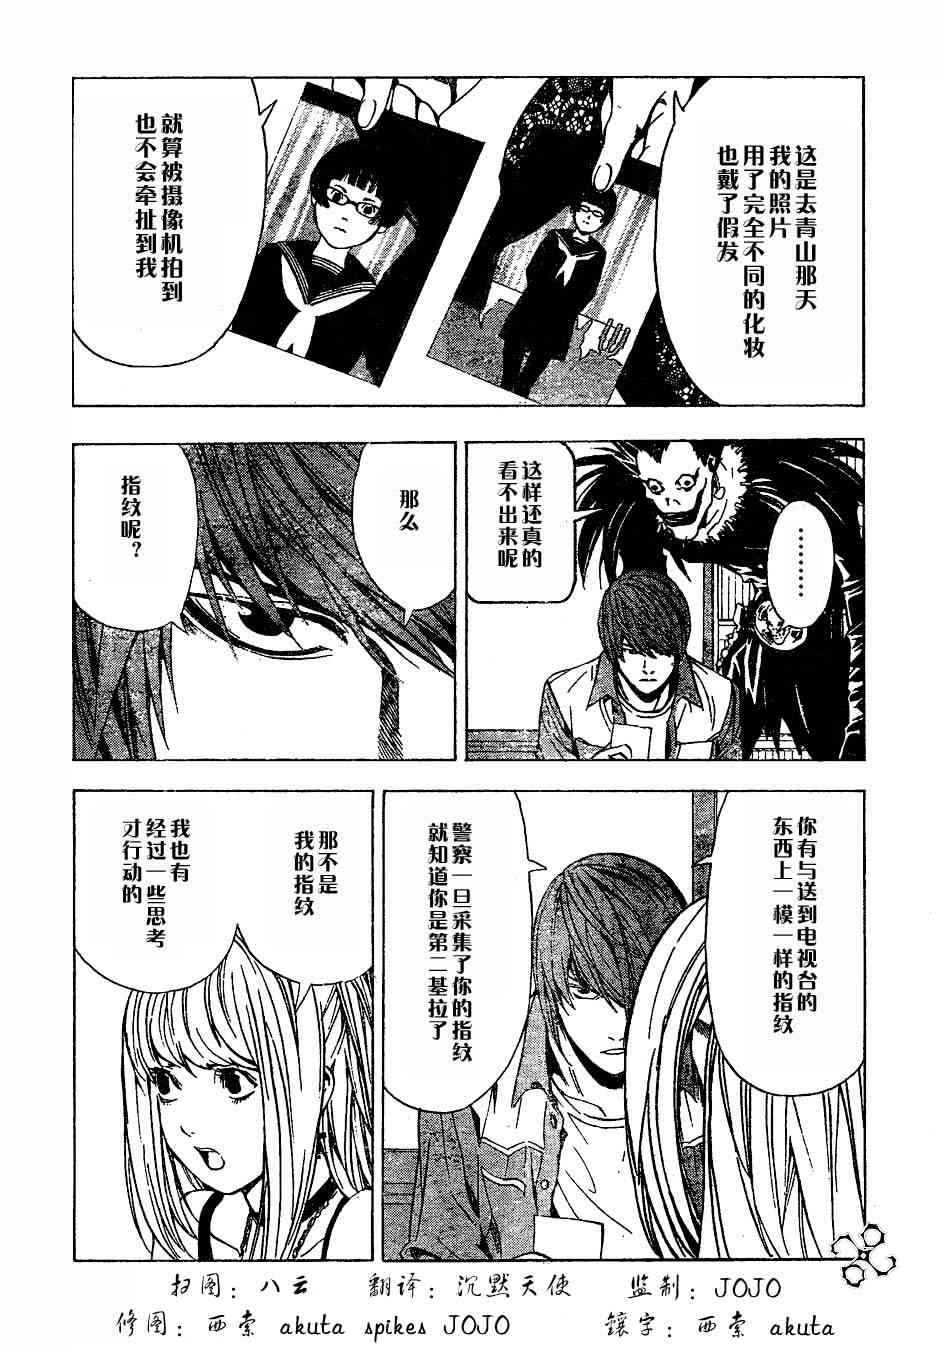 这是去青山那天
我的照片
用了完全不同的化妆
也戴了假发
就算被摄像机拍到
也不会牵扯到我
………
这样还真的
看不出来呢
那么
指纹呢？
你有与送到电视台的
东西上一模一样的指纹
警察一旦采集了你的指纹
就知道你是第二基拉了
那不是
我的指纹
我也有
经过一些思考
才行动的
扫图：八云 翻译：沉默天使 监制：JOJO
修图：西索 akuta spikes JOJO 镶字：西索 akuta